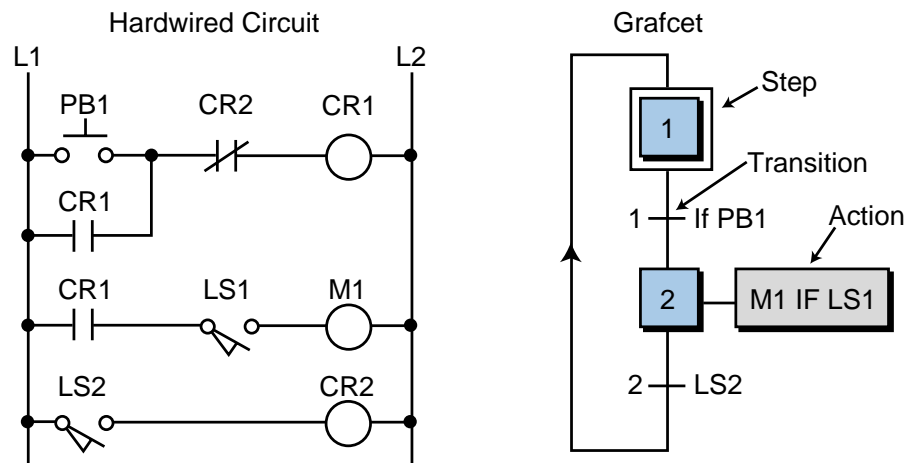 Hardwired Circuit
L1
L2
PB1
CR2
CR1
CR1
CR1
LS1
M1
LS2
CR2
Grafcet
Step
1
Transition
1
If PB1
Action
2
M1 IF LS1
2
LS2